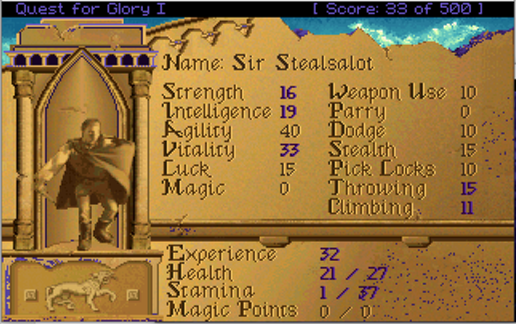 Quest for Glory I [ Score: 33 of 500 ]
Name: Sir Stealsalot
Strength 16 Weapon Use 10
Intelligence 19 Parry 0
Agility 40 Dodge 10
Vitality 33 Stealth 15
Luck 15 Pick Locks 10
Magic 0 Throwing 15
Climbing 11
Experience 32
Health 21 / 27
Stamina 1 / 37
Magic Points 0 / 0